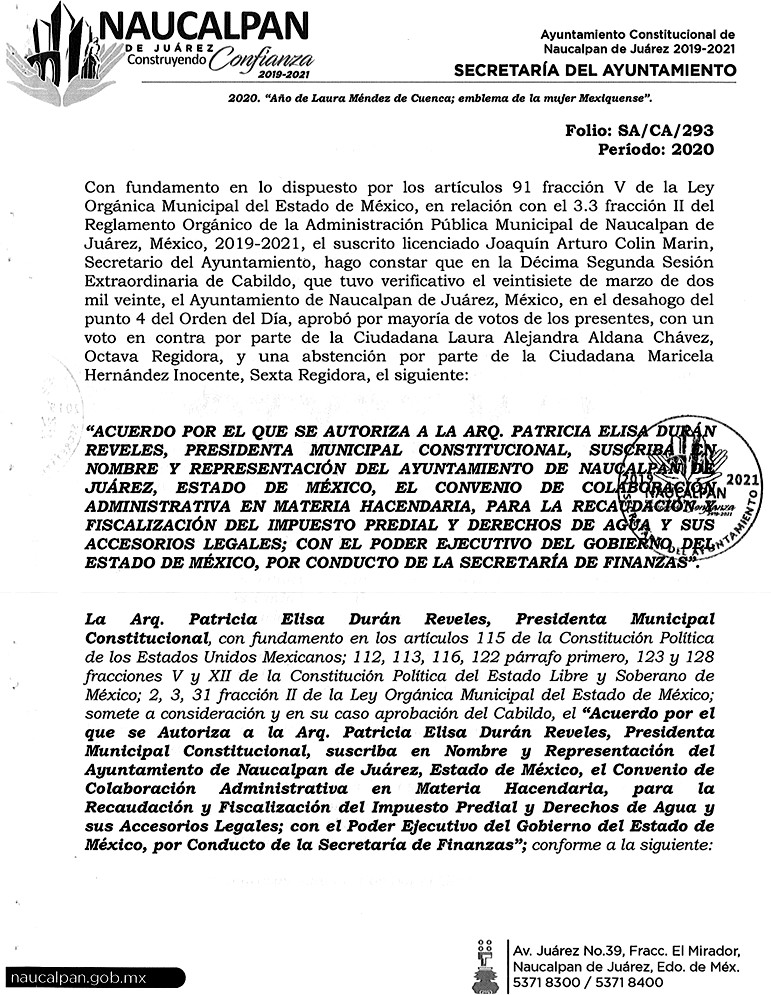 NAUCALPAN
DE JUÁREZ
Construyendo Confianza
2019-2021
Ayuntamiento Constitucional de
Naucalpan de Juárez 2019-2021
SECRETARÍA DEL AYUNTAMIENTO
2020. “Año de Laura Méndez de Cuenca; emblema de la mujer Mexiquense”.
Folio: SA/CA/293
Período: 2020
Con fundamento en lo dispuesto por los artículos 91 fracción V de la Ley
Orgánica Municipal del Estado de México, en relación con el 3.3 fracción II del
Reglamento Orgánico de la Administración Pública Municipal de Naucalpan de
Juárez, México, 2019-2021, el suscrito licenciado Joaquín Arturo Colin Marin,
Secretario del Ayuntamiento, hago constar que en la Décima Segunda Sesión
Extraordinaria de Cabildo, que tuvo verificativo el veintisiete de marzo de dos
mil veinte, el Ayuntamiento de Naucalpan de Juárez, México, en el desahogo del
punto 4 del Orden del Día, aprobó por mayoría de votos de los presentes, con un
voto en contra por parte de la Ciudadana Laura Alejandra Aldana Chávez,
Octava Regidora, y una abstención por parte de la Ciudadana Maricela
Hernández Inocente, Sexta Regidora, el siguiente:
“ACUERDO POR EL QUE SE AUTORIZA A LA ARQ. PATRICIA ELISA DURÁN
REVELES, PRESIDENTA MUNICIPAL CONSTITUCIONAL, SUSCRIBA EN
NOMBRE Y REPRESENTACIÓN DEL AYUNTAMIENTO DE NAUCALPAN DE
JUÁREZ, ESTADO DE MÉXICO, EL CONVENIO DE COLABORACIÓN
ADMINISTRATIVA EN MATERIA HACENDARIA, PARA LA RECAUDACIÓN Y
FISCALIZACIÓN DEL IMPUESTO PREDIAL Y DERECHOS DE AGUA Y SUS
ACCESORIOS LEGALES; CON EL PODER EJECUTIVO DEL GOBIERNO DEL
ESTADO DE MÉXICO, POR CONDUCTO DE LA SECRETARÍA DE FINANZAS”.
2019 2021
NAUCALPAN
DEL AYUNTAMIENTO
La Arq. Patricia Elisa Durán Reveles, Presidenta Municipal
Constitucional, con fundamento en los artículos 115 de la Constitución Política
de los Estados Unidos Mexicanos; 112, 113, 116, 122 párrafo primero, 123 y 128
fracciones V y XII de la Constitución Política del Estado Libre y Soberano de
México; 2, 3, 31 fracción II de la Ley Orgánica Municipal del Estado de México;
somete a consideración y en su caso aprobación del Cabildo, el “Acuerdo por el
que se Autoriza a la Arq. Patricia Elisa Durán Reveles, Presidenta
Municipal Constitucional, suscriba en Nombre y Representación del
Ayuntamiento de Naucalpan de Juárez, Estado de México, el Convenio de
Colaboración Administrativa en Materia Hacendaria, para la
Recaudación y Fiscalización del Impuesto Predial y Derechos de Agua y
sus Accesorios Legales; con el Poder Ejecutivo del Gobierno del Estado de
México, por Conducto de la Secretaría de Finanzas”; conforme a la siguiente:
naucalpan.gob.mx
Av. Juárez No.39, Fracc. El Mirador,
Naucalpan de Juárez, Edo. de Méx.
5371 8300 / 5371 8400